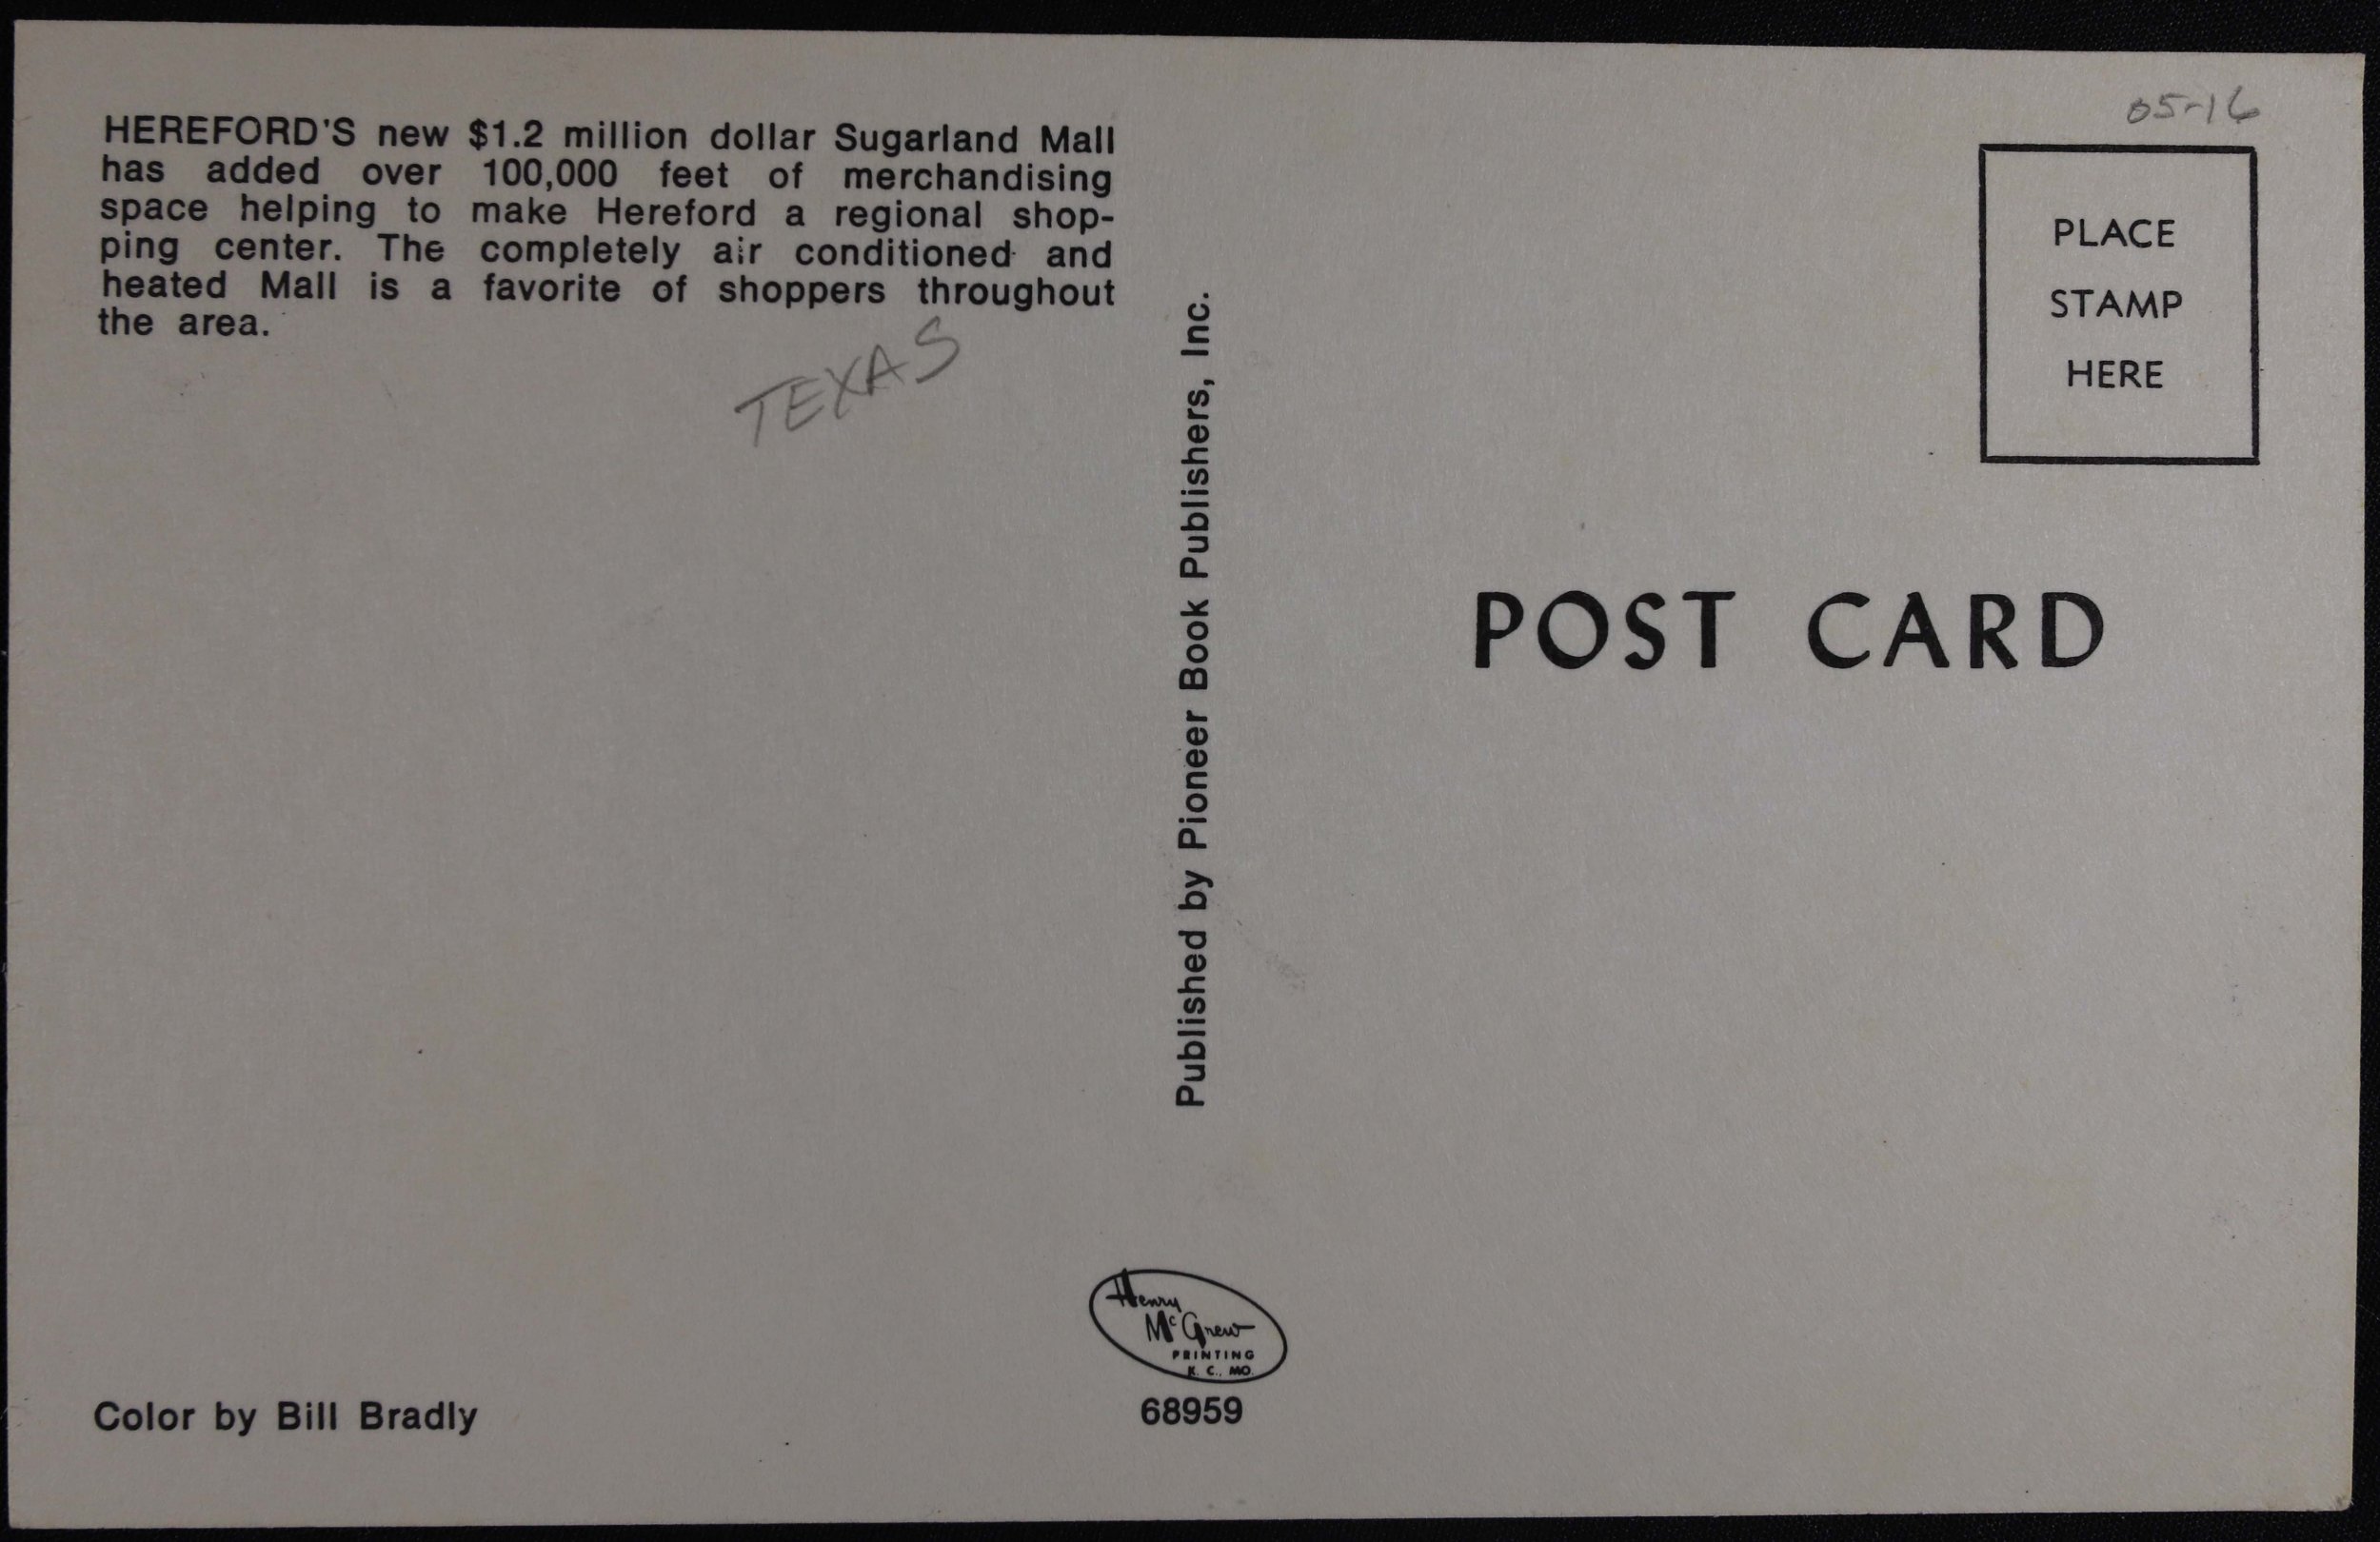 HEREFORD'S new $1.2 million dollar Sugarland Mall
has added over 100,000 feet of merchandising
space helping to make Hereford a regional shop-
ping center. The completely air conditioned and
heated Mall is a favorite of shoppers throughout
the area.
TEXAS
Color by Bill Bradly
Published by Pioneer Book Publishers, Inc.
Henry
McGrew
PRINTING
K. C., MO.
68959
05-16
PLACE
STAMP
HERE
POST CARD